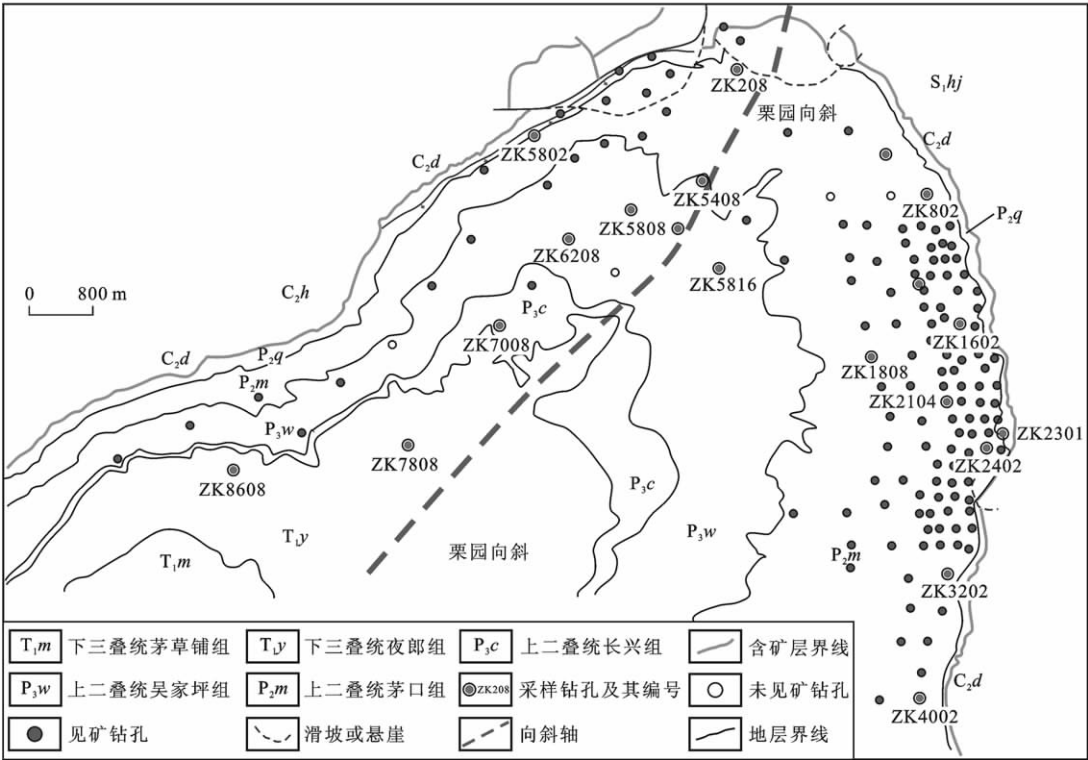 ZK208
S₁hj
栗园向斜
C₂d
ZK5802
C₂d
ZK5408
ZK802
P₂q
ZK5808
ZK6208
ZK5816
0 800 m
C₂h
P₃c
ZK7008
ZK1602
C₂d
P₂q
ZK1808
P₂m
ZK2104
P₃w
ZK2301
ZK7808
ZK2402
ZK8608
P₃c
T₁y
P₃w
栗园向斜
P₂m
T₁m
ZK3202
C₂d
ZK4002
T₁m 下三叠统茅草铺组 T₁y 下三叠统夜郎组 P₃c 上二叠统长兴组 含矿层界线
P₃w 上二叠统吴家坪组 P₂m 上二叠统茅口组 ZK208 采样钻孔及其编号 未见矿钻孔
见矿钻孔 滑坡或悬崖 向斜轴 地层界线